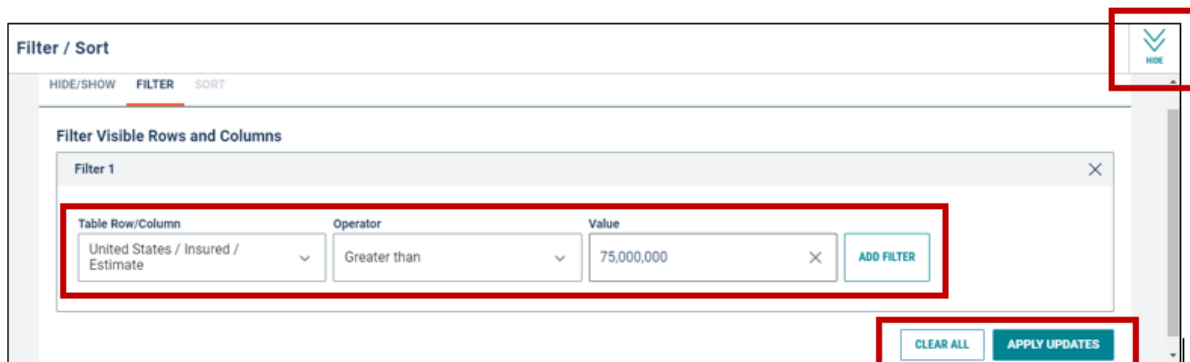 Filter / Sort
HIDE
HIDE/SHOW FILTER SORT
Filter Visible Rows and Columns
Filter 1
Table Row/Column Operator Value
United States / Insured /
Estimate
Greater than
75,000,000
ADD FILTER
CLEAR ALL APPLY UPDATES